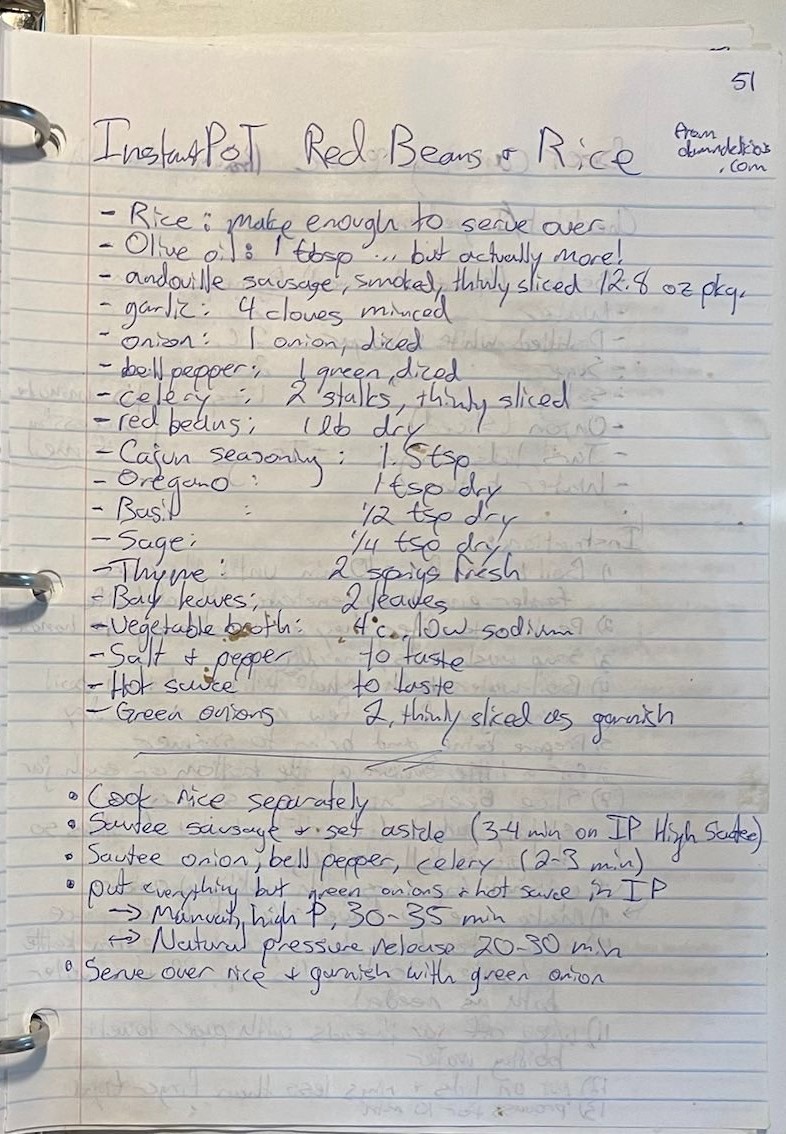 51
InstantPoT Red Beans + Rice
from
damndelicious
.com
- Rice : make enough to serve over
- Olive oil : 1 tbsp ... but actually more!
- andouille sausage, smoked, thinly sliced 12.8 oz pkg.
- garlic : 4 cloves minced
- onion : 1 onion, diced
- bell pepper : 1 green, diced
- celery : 2 stalks, thinly sliced
- red beans ; 1 lb dry
- Cajun seasoning : 1.5 tsp
- Oregano : 1 tsp dry
- Basil : 1/2 tsp dry
- Sage : 1/4 tsp dry
- Thyme : 2 sprigs fresh
- Bay leaves ; 2 leaves
- Vegetable broth : 4 c. low sodium
- Salt + pepper to taste
- Hot sauce to taste
- Green onions 2, thinly sliced as garnish
• Cook rice separately
• Sautee sausage + set aside (3-4 min on IP High Sautee)
• Sautee onion, bell pepper, celery (2-3 min)
• put everything but green onions + hot sauce in IP
→ Manual, high P, 30-35 min
↔ Natural pressure release 20-30 min
• Serve over rice + garnish with green onion